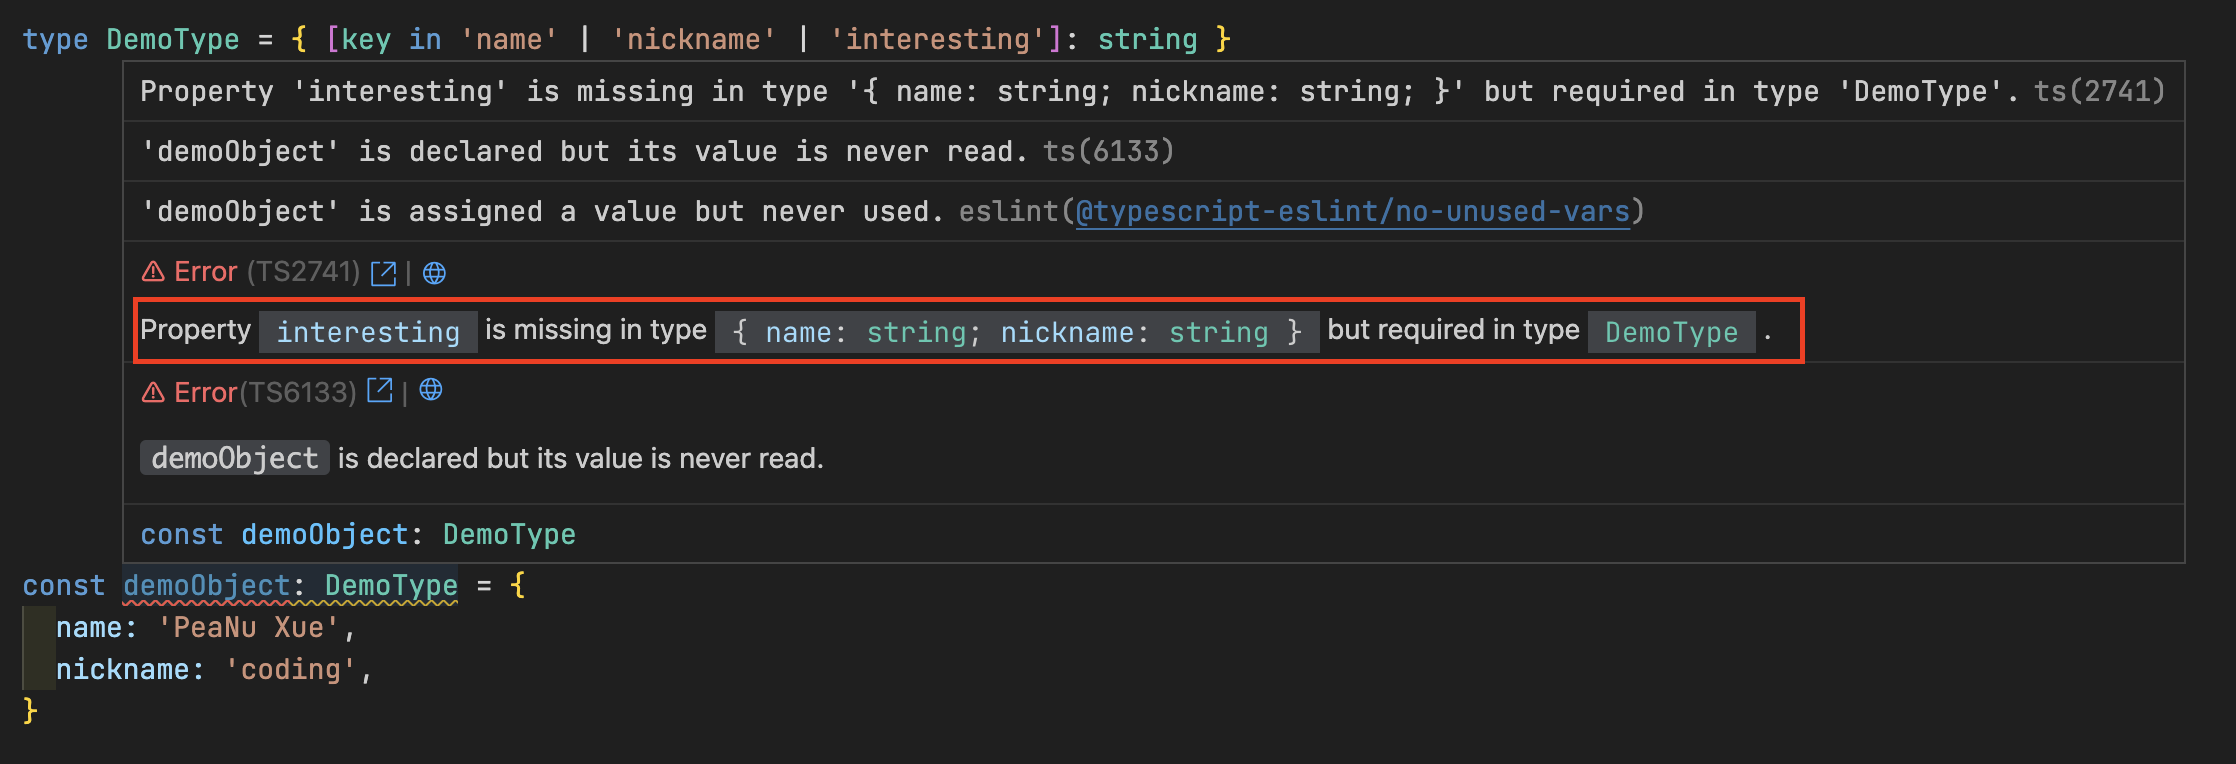 type DemoType = { [key in 'name' | 'nickname' | 'interesting']: string }
Property 'interesting' is missing in type '{ name: string; nickname: string; }' but required in type 'DemoType'. ts(2741)
'demoObject' is declared but its value is never read. ts(6133)
'demoObject' is assigned a value but never used. eslint(@typescript-eslint/no-unused-vars)
Error (TS2741) |
Property interesting is missing in type { name: string; nickname: string } but required in type DemoType .
Error(TS6133) |
demoObject is declared but its value is never read.
const demoObject: DemoType
const demoObject: DemoType = {
name: 'PeaNu Xue',
nickname: 'coding',
}